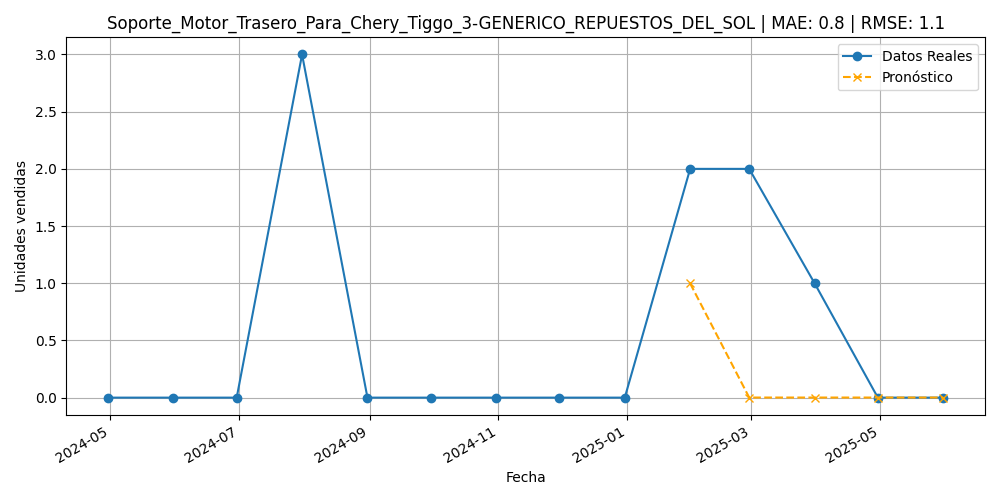 Soporte_Motor_Trasero_Para_Chery_Tiggo_3-GENERICO_REPUESTOS_DEL_SOL | MAE: 0.8 | RMSE: 1.1
Datos Reales
Pronóstico
Unidades vendidas
3.0
2.5
2.0
1.5
1.0
0.5
0.0
2024-05
2024-07
2024-09
2024-11
2025-01
2025-03
2025-05
Fecha